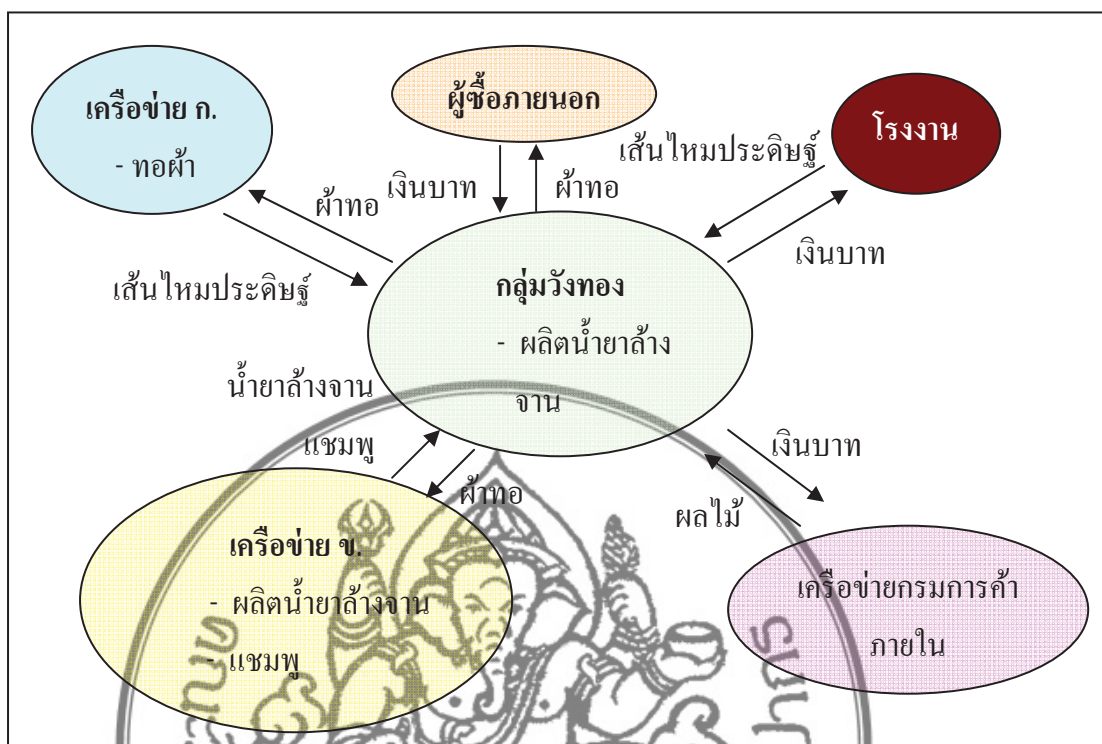 เครือข่าย ก.
- ทอผ้า
ผู้ซื้อภายนอก
โรงงาน
เส้นไหมประดิษฐ์
เงินบาท
ผ้าทอ
ผ้าทอ
เงินบาท
เส้นไหมประดิษฐ์
กลุ่มวังทอง
- ผลิตน้ำยาล้าง
จาน
น้ำยาล้างจาน
แชมพู
ผ้าทอ
เงินบาท
ผลไม้
เครือข่าย ข.
- ผลิตน้ำยาล้างจาน
- แชมพู
เครือข่ายกรมการค้า
ภายใน